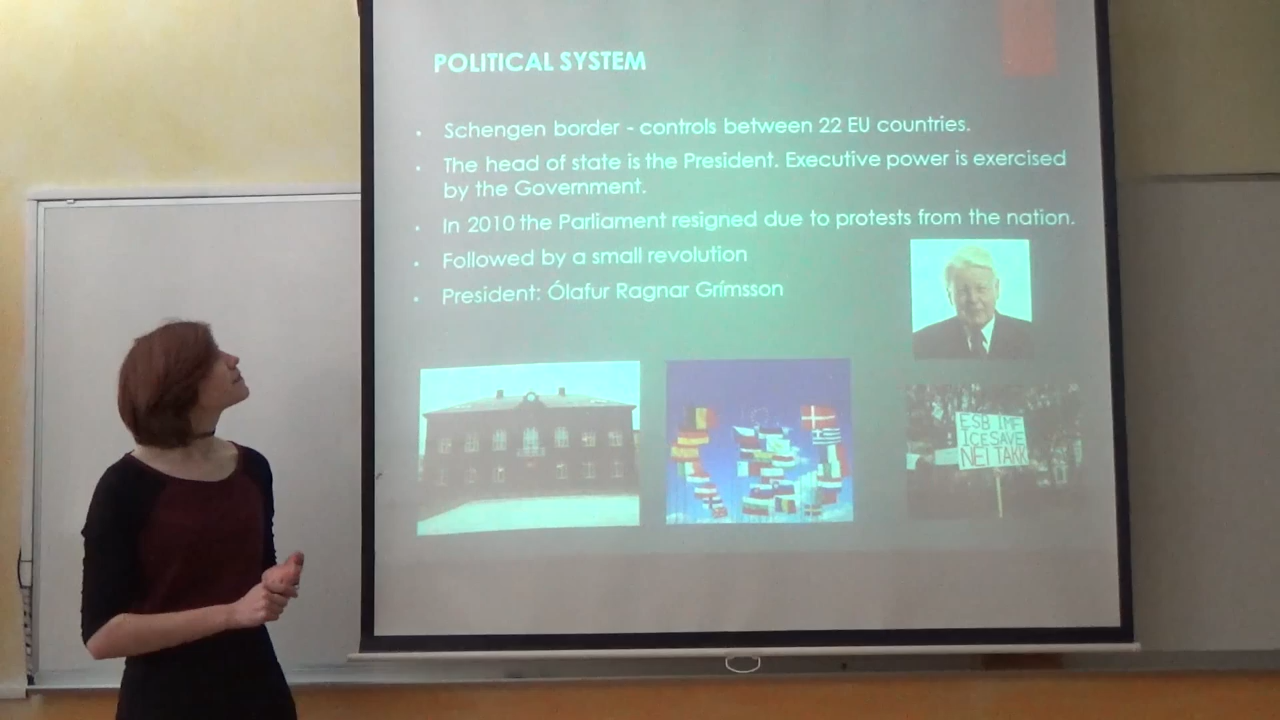 POLITICAL SYSTEM
• Schengen border - controls between 22 EU countries.
• The head of state is the President. Executive power is exercised
by the Government.
• In 2010 the Parliament resigned due to protests from the nation.
• Followed by a small revolution
• President: Ólafur Ragnar Grímsson
ESB IMF
ICESAVE
NEI TAKK